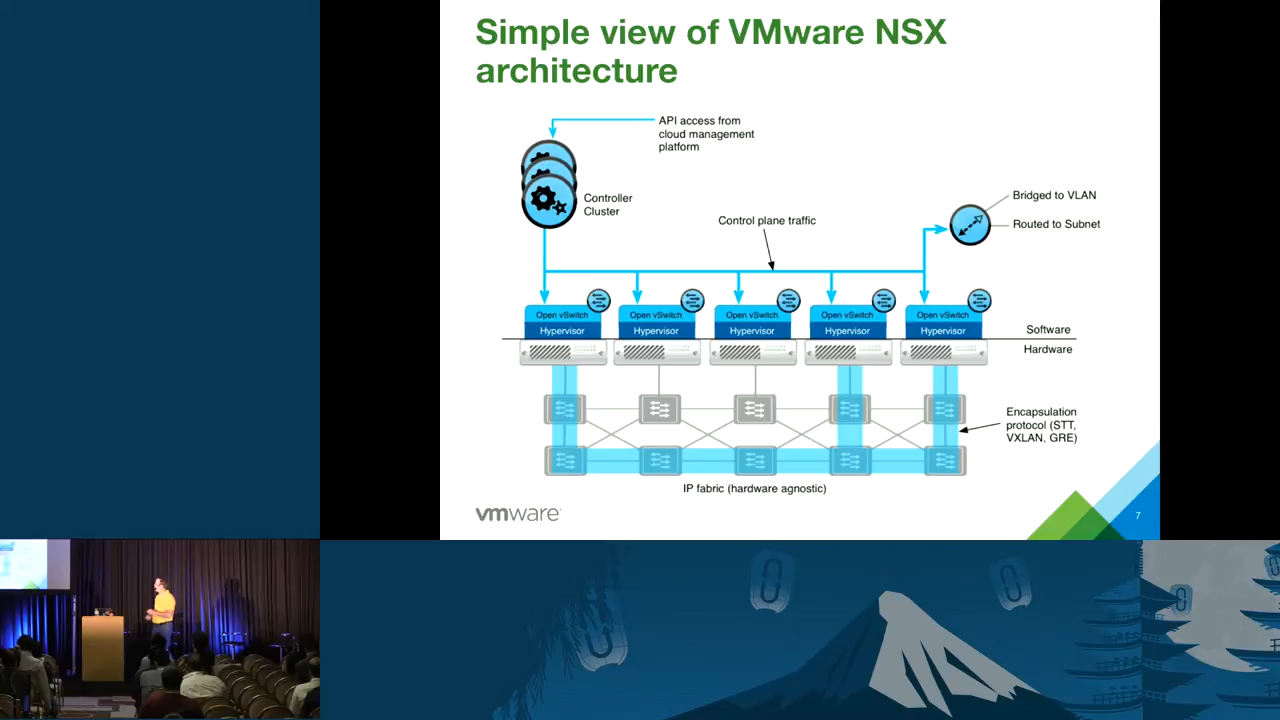 Simple view of VMware NSX
architecture
API access from
cloud management
platform
Controller
Cluster
Control plane traffic
Bridged to VLAN
Routed to Subnet
Open vSwitch
Open vSwitch
Open vSwitch
Open vSwitch
Open vSwitch
Hypervisor
Hypervisor
Hypervisor
Hypervisor
Hypervisor
Software
Hardware
Encapsulation
protocol (STT,
VXLAN, GRE)
IP fabric (hardware agnostic)
vmware
7